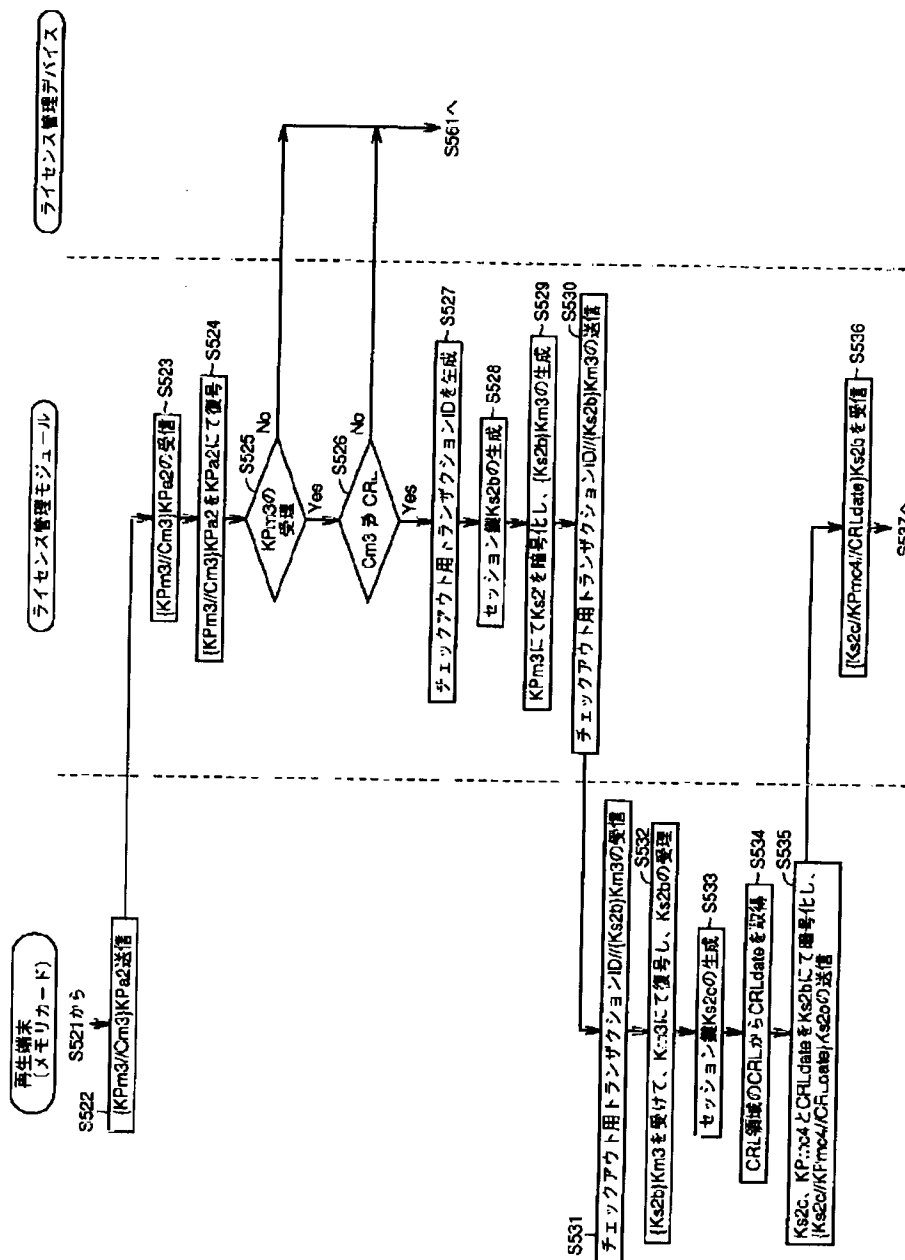 再生端末
(メモリカード)
ライセンス管理モジュール
ライセンス管理デバイス
S521から
S522
{KPm3//Cm3}KPa2送信
{KPm3//Cm3}KPa2の受信
S523
{KPm3//Cm3}KPa2をKPa2にて復号
S524
S525
KPm3の
受理
No
Yes
S526
Cm3 ∌ CRL
No
Yes
S561へ
チェックアウト用トランザクションIDを生成
S527
セッション鍵Ks2bの生成
S528
KPm3にてKs2を暗号化し、{Ks2b}Km3の生成
S529
S530
チェックアウト用トランザクションID//{Ks2b}Km3の送信
S531
チェックアウト用トランザクションID//{Ks2b}Km3の受信
S532
{Ks2b}Km3を受けて、Km3にて復号し、Ks2bの受理
セッション鍵Ks2cの生成
S533
CRL領域のCRLからCRLdateを取得
S534
S535
Ks2c、KPmc4とCRLdateをKs2bにて暗号化し、
{Ks2c//KPmc4//CRLdate}Ks2bの送信
{Ks2c//KPmc4//CRLdate}Ks2bを受信
S536
S537へ